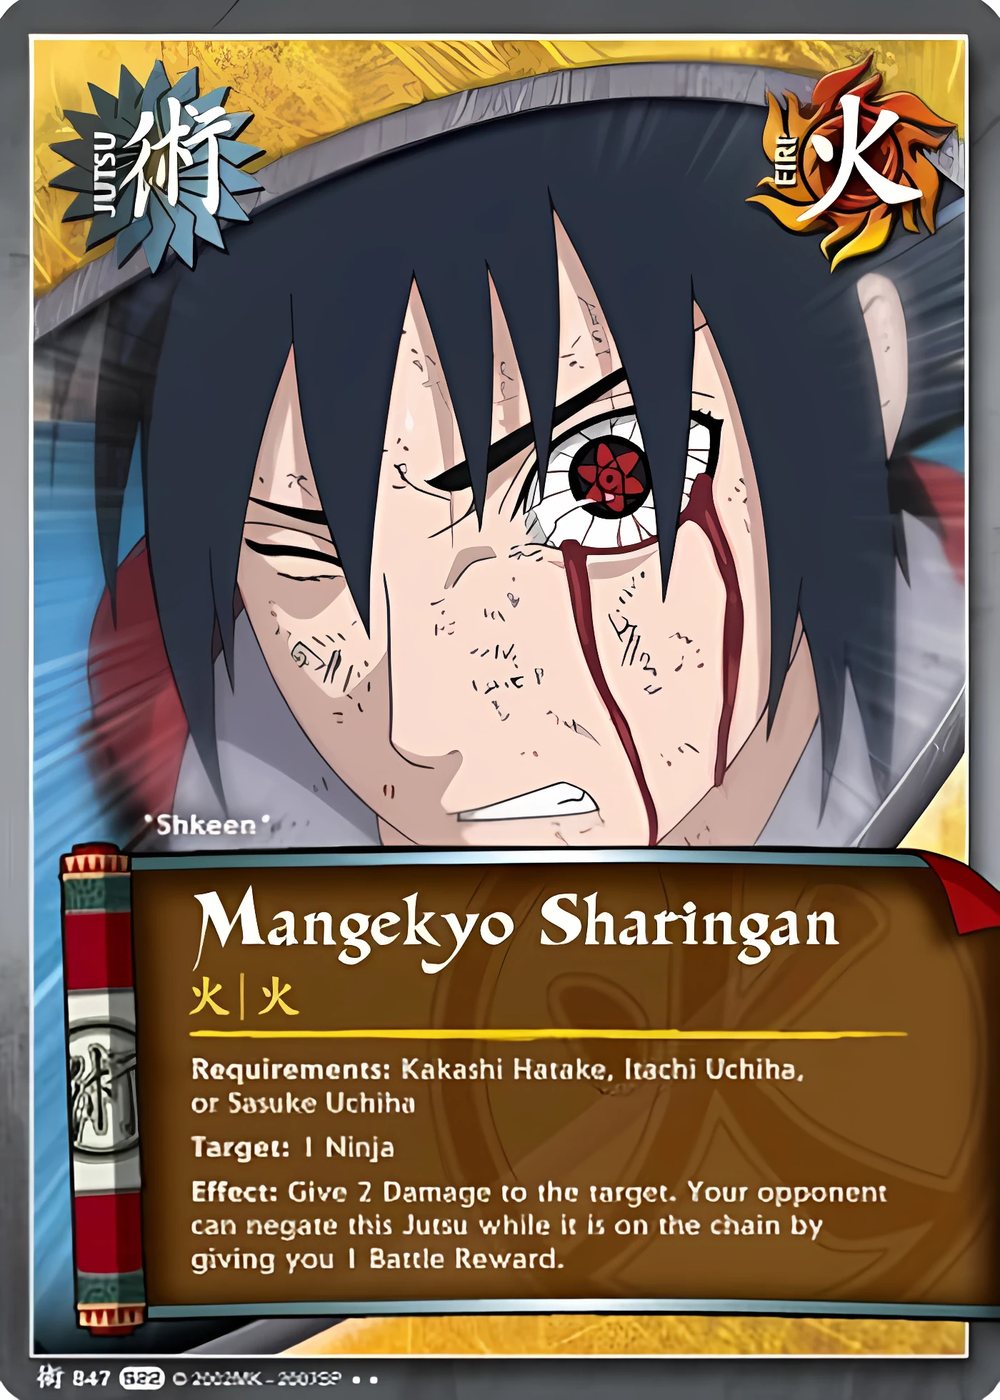 JUTSU 術
EIRI 火
*Shkeen*
Mangekyo Sharingan
火|火
Requirements: Kakashi Hatake, Itachi Uchiha,
or Sasuke Uchiha
Target: 1 Ninja
Effect: Give 2 Damage to the target. Your opponent
can negate this Jutsu while it is on the chain by
giving you 1 Battle Reward.
術
術 847